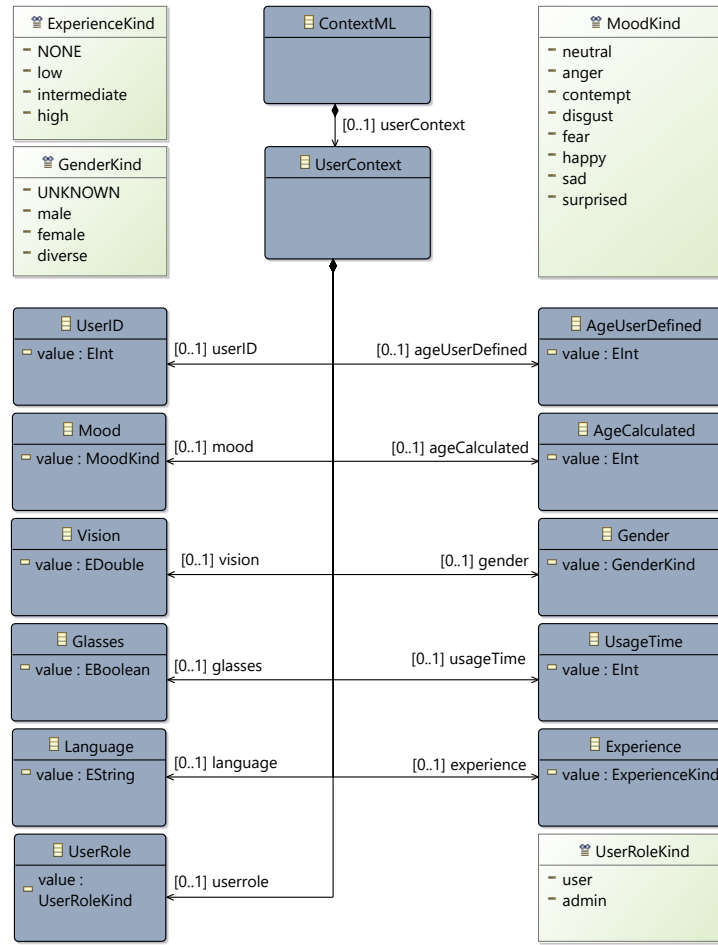 ExperienceKind
NONE
low
intermediate
high
ContextML
MoodKind
neutral
anger
contempt
disgust
fear
happy
sad
surprised
[0..1] userContext
GenderKind
UNKNOWN
male
female
diverse
UserContext
UserID
value : EInt
[0..1] userID
[0..1] ageUserDefined
AgeUserDefined
value : EInt
Mood
value : MoodKind
[0..1] mood
[0..1] ageCalculated
AgeCalculated
value : EInt
Vision
value : EDouble
[0..1] vision
[0..1] gender
Gender
value : GenderKind
Glasses
value : EBoolean
[0..1] glasses
[0..1] usageTime
UsageTime
value : EInt
Language
value : EString
[0..1] language
[0..1] experience
Experience
value : ExperienceKind
UserRole
value :
UserRoleKind
[0..1] userrole
UserRoleKind
user
admin